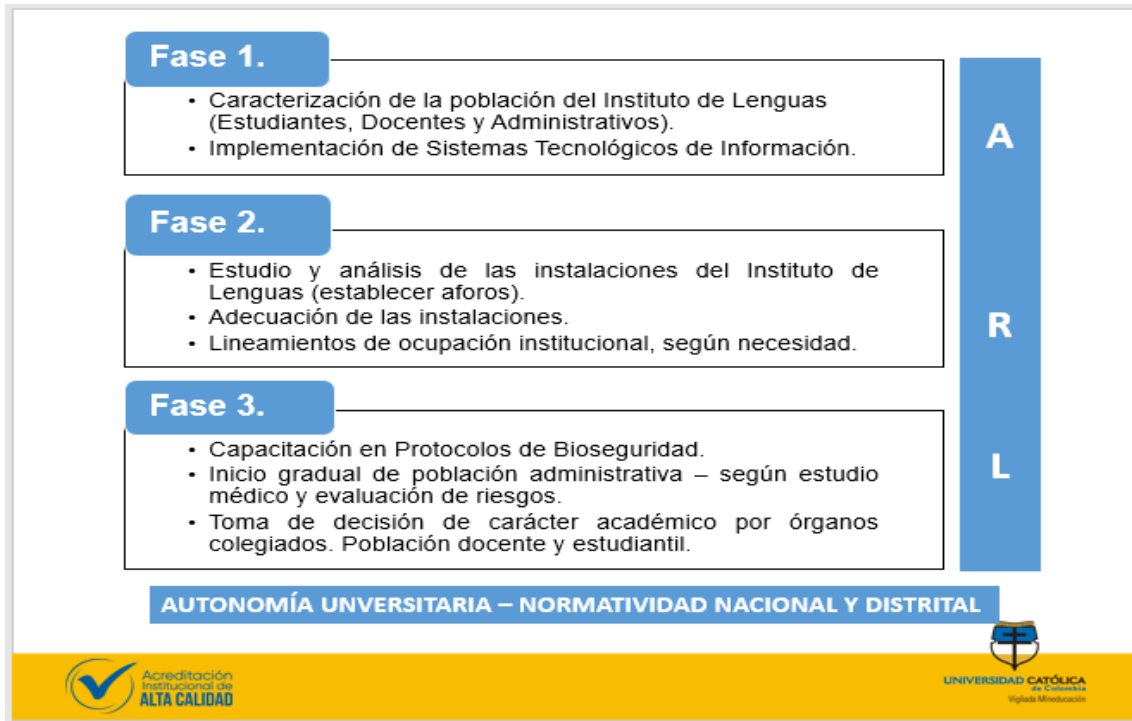 Fase 1.
• Caracterización de la población del Instituto de Lenguas
(Estudiantes, Docentes y Administrativos).
• Implementación de Sistemas Tecnológicos de Información.
Fase 2.
• Estudio y análisis de las instalaciones del Instituto de
Lenguas (establecer aforos).
• Adecuación de las instalaciones.
• Lineamientos de ocupación institucional, según necesidad.
Fase 3.
• Capacitación en Protocolos de Bioseguridad.
• Inicio gradual de población administrativa – según estudio
médico y evaluación de riesgos.
• Toma de decisión de carácter académico por órganos
colegiados. Población docente y estudiantil.
A
R
L
AUTONOMÍA UNVERSITARIA – NORMATIVIDAD NACIONAL Y DISTRITAL
Acreditación
Institucional de
ALTA CALIDAD
UNIVERSIDAD CATÓLICA
de Colombia
Vigilada Mineducación